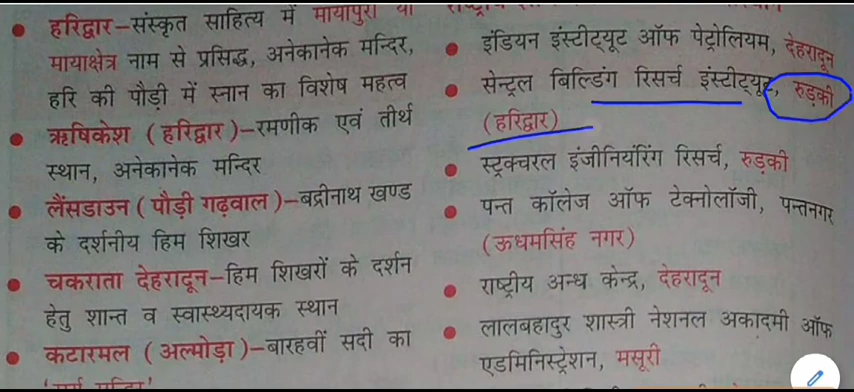 हरिद्वार–संस्कृत साहित्य में मायापुरी या
मायाक्षेत्र नाम से प्रसिद्ध, अनेकानेक मन्दिर,
हरि की पौड़ी में स्नान का विशेष महत्व
ऋषिकेश ( हरिद्वार )–रमणीक एवं तीर्थ
स्थान, अनेकानेक मन्दिर
लैंसडाउन ( पौड़ी गढ़वाल )–बद्रीनाथ खण्ड
के दर्शनीय हिम शिखर
चकराता देहरादून–हिम शिखरों के दर्शन
हेतु शान्त व स्वास्थ्यदायक स्थान
कटारमल ( अल्मोड़ा )–बारहवीं सदी का
इंडियन इंस्टीट्यूट ऑफ पेट्रोलियम, देहरादून
सेन्ट्रल बिल्डिंग रिसर्च इंस्टीट्यूट, रुड़की
(हरिद्वार)
स्ट्रक्चरल इंजीनियंरिंग रिसर्च, रुड़की
पन्त कॉलेज ऑफ टेक्नोलॉजी, पन्तनगर
(ऊधमसिंह नगर)
राष्ट्रीय अन्ध केन्द्र, देहरादून
लालबहादुर शास्त्री नेशनल अकादमी ऑफ
एडमिनिस्ट्रेशन, मसूरी